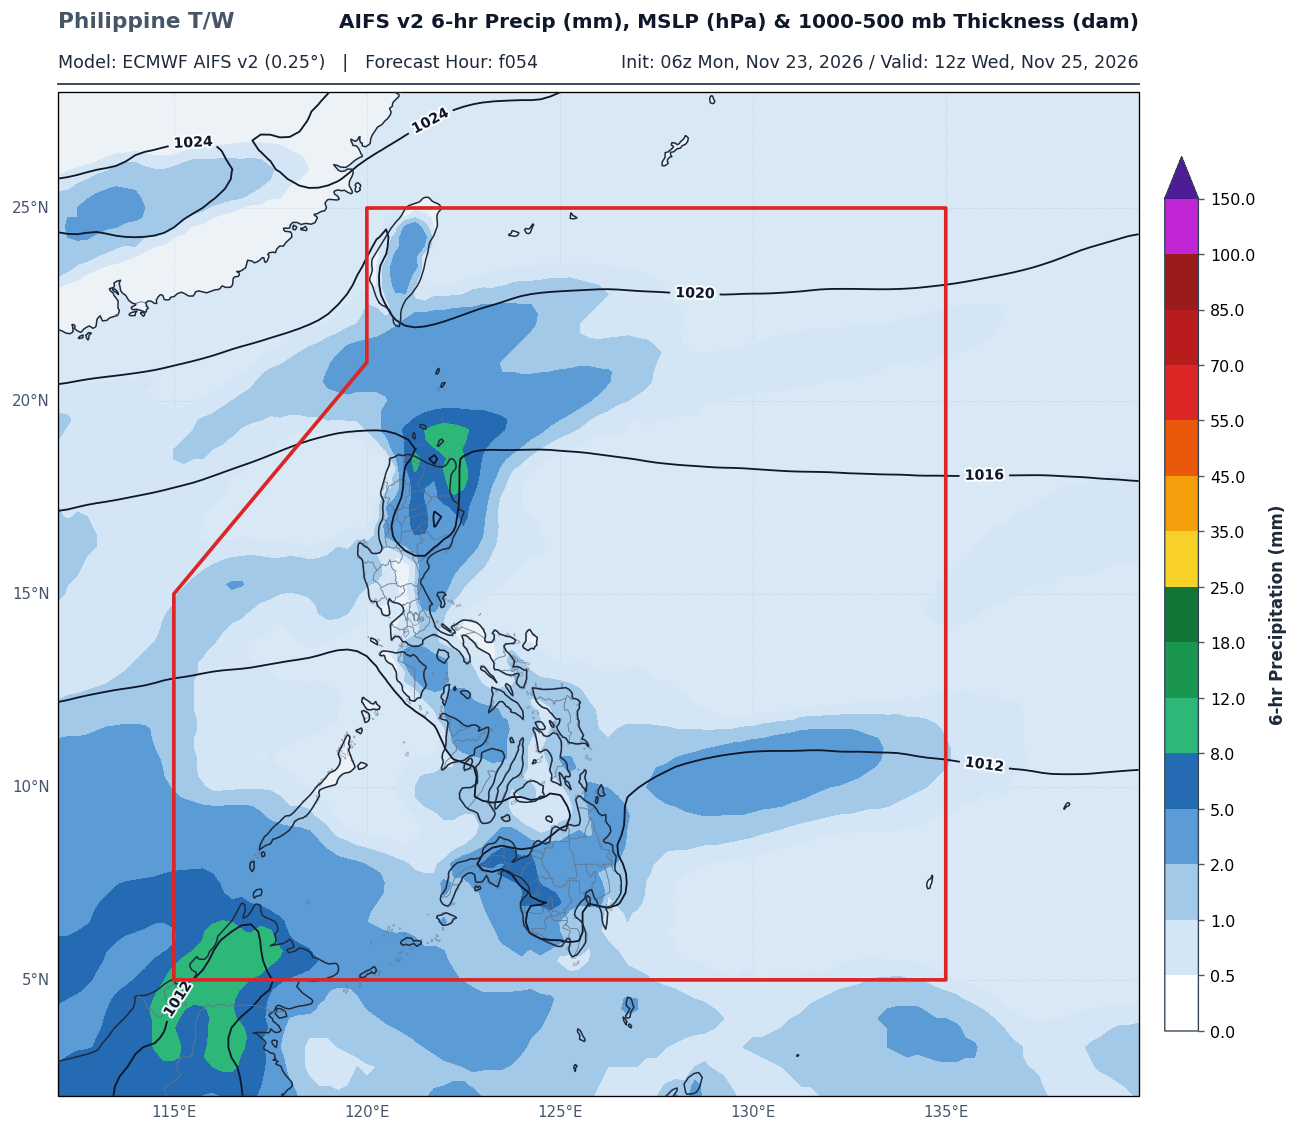 Philippine T/W
AIFS v2 6-hr Precip (mm), MSLP (hPa) & 1000-500 mb Thickness (dam)
Model: ECMWF AIFS v2 (0.25°)   |   Forecast Hour: f054
Init: 06z Mon, Nov 23, 2026 / Valid: 12z Wed, Nov 25, 2026
1024
1024
1020
1016
1012
1012
25°N
20°N
15°N
10°N
5°N
115°E
120°E
125°E
130°E
135°E
150.0
100.0
85.0
70.0
55.0
45.0
35.0
25.0
18.0
12.0
8.0
5.0
2.0
1.0
0.5
0.0
6-hr Precipitation (mm)